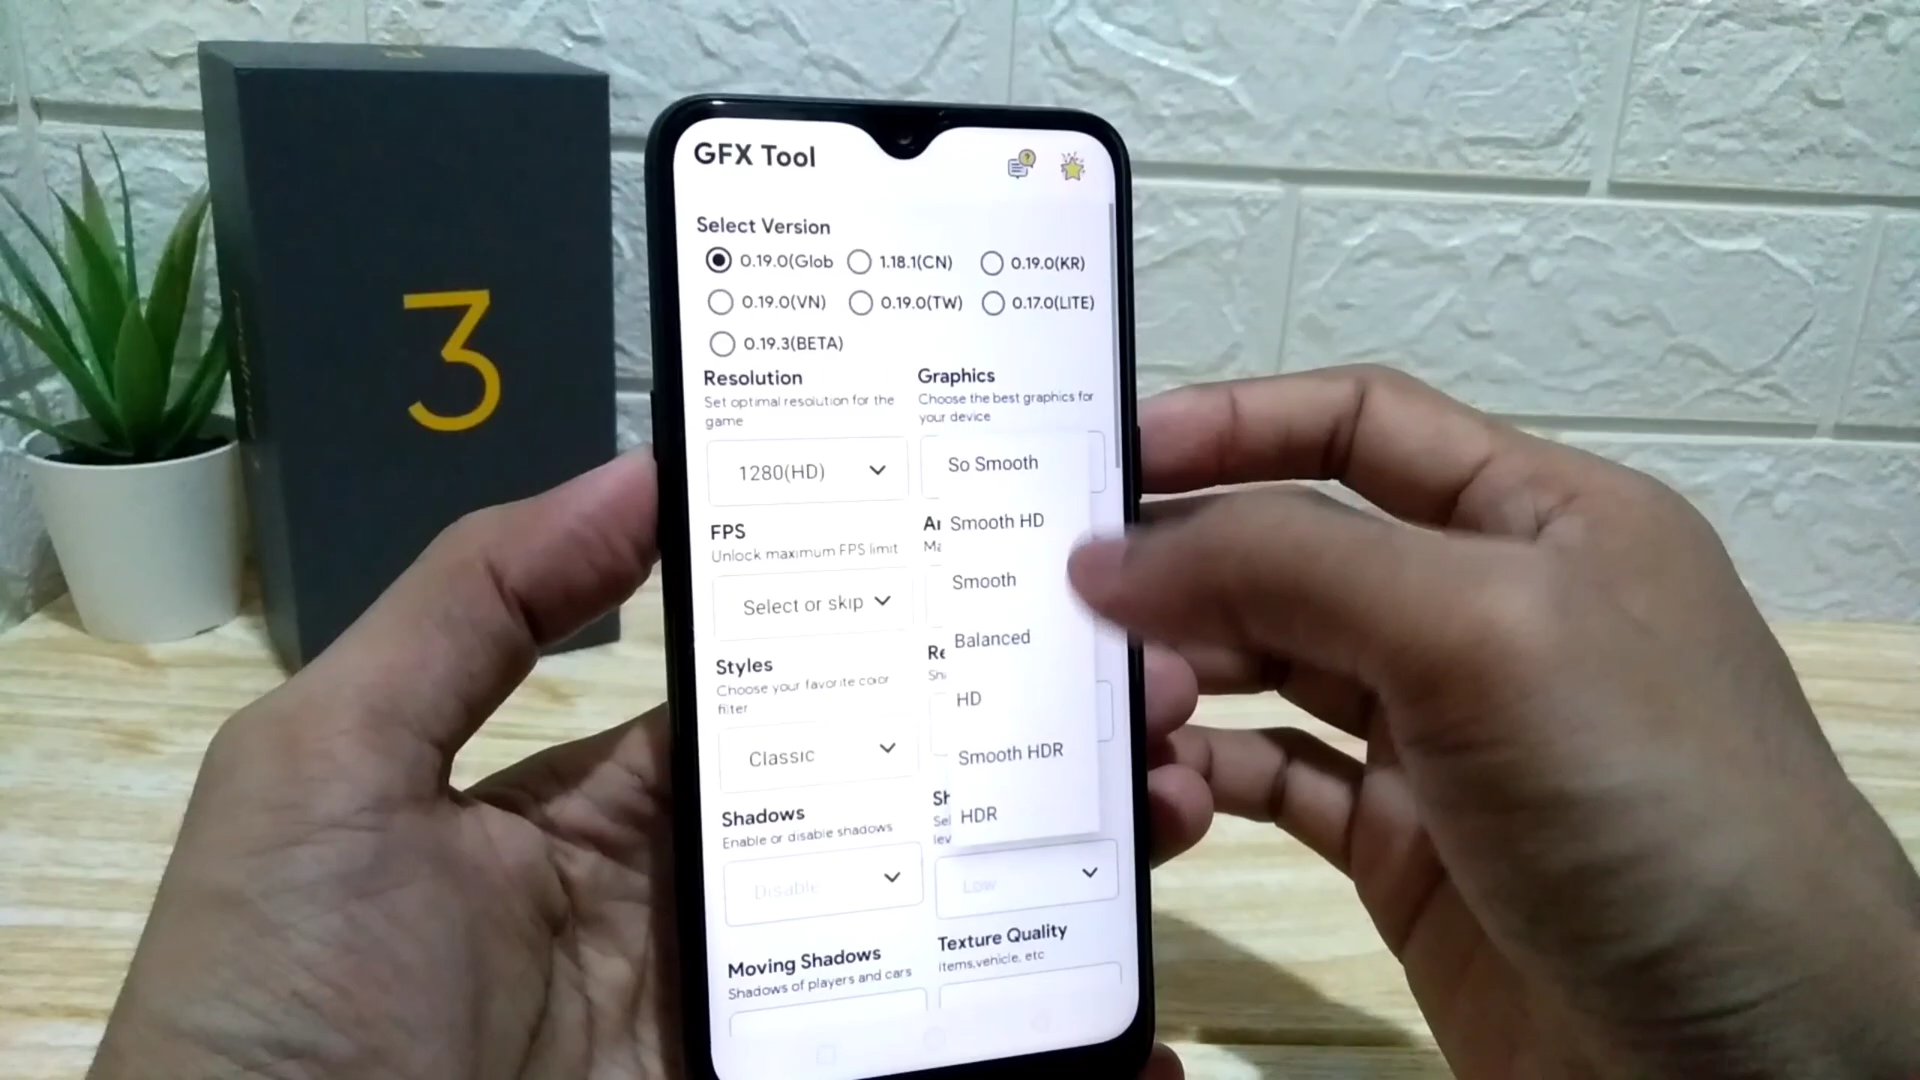 3
GFX Tool
Select Version
0.19.0(Glob
1.18.1(CN)
0.19.0(KR)
0.19.0(VN)
0.19.0(TW)
0.17.0(LITE)
0.19.3(BETA)
Resolution
Set optimal resolution for the
game
1280(HD)
Graphics
Choose the best graphics for
your device
So Smooth
Smooth HD
Smooth
Balanced
HD
Smooth HDR
HDR
FPS
Unlock maximum FPS limit
Select or skip
Styles
Choose your favorite color
filter
Classic
Re
Shadows
Enable or disable shadows
Disable
Sh
Sel
lev
Low
Moving Shadows
Shadows of players and cars
Texture Quality
Items,vehicle, etc